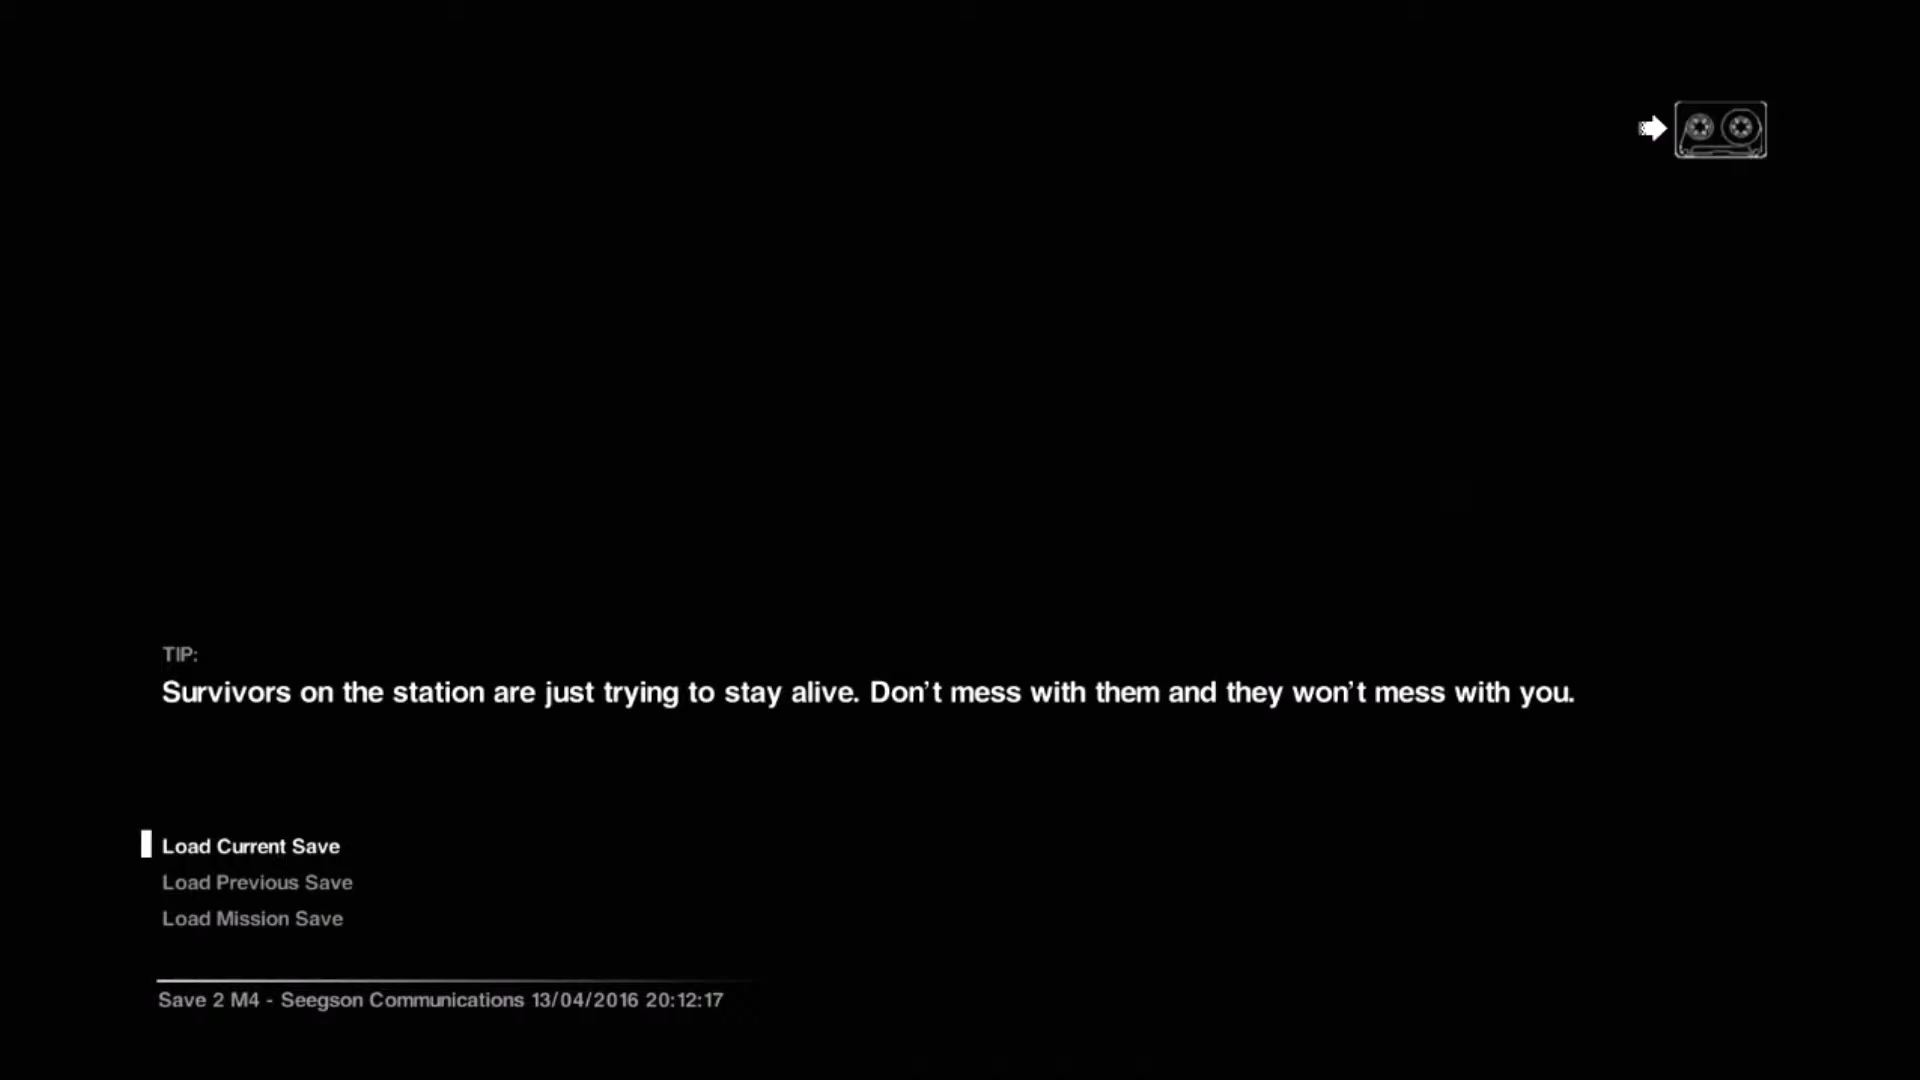 TIP:
Survivors on the station are just trying to stay alive. Don’t mess with them and they won’t mess with you.
Load Current Save
Load Previous Save
Load Mission Save
Save 2 M4 - Seegson Communications 13/04/2016 20:12:17